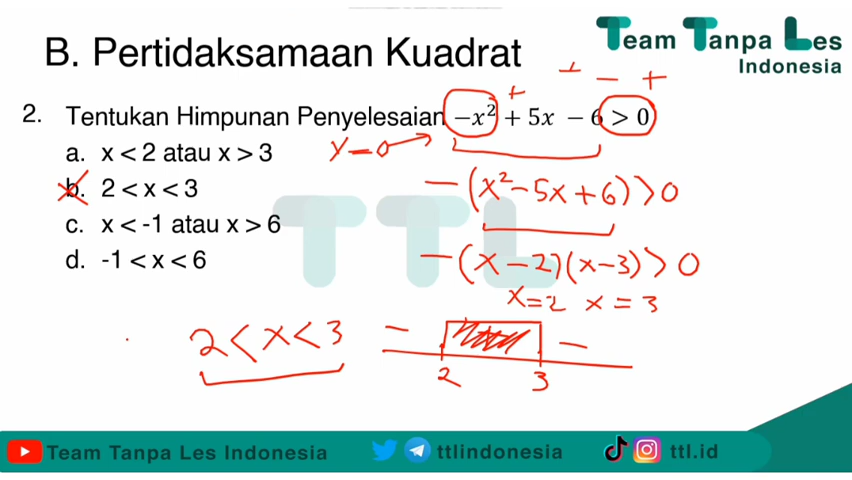 B. Pertidaksamaan Kuadrat
Team Tanpa Les
Indonesia
+ - +
+
2. Tentukan Himpunan Penyelesaian -x² + 5x - 6 > 0
a. x < 2 atau x > 3
y=0
b. 2 < x < 3
-(x²-5x+6)>0
c. x < -1 atau x > 6
d. -1 < x < 6
-(x-2)(x-3)>0
x=2 x=3
2<x<3
- -
2 3
TTL
Team Tanpa Les Indonesia
ttlindonesia
ttl.id